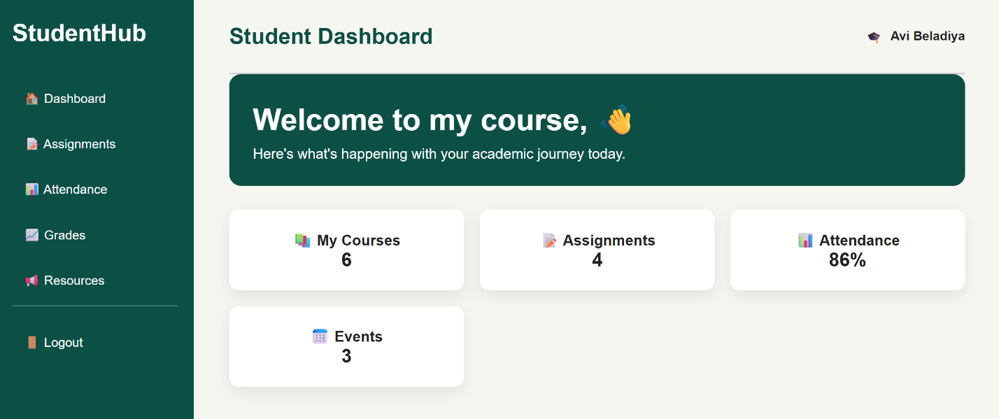 StudentHub
🏠 Dashboard
📝 Assignments
📊 Attendance
📈 Grades
📢 Resources
🚪 Logout
Student Dashboard
🎓 Avi Beladiya
Welcome to my course, 👋
Here's what's happening with your academic journey today.
📚 My Courses
6
📝 Assignments
4
📊 Attendance
86%
📅 Events
3